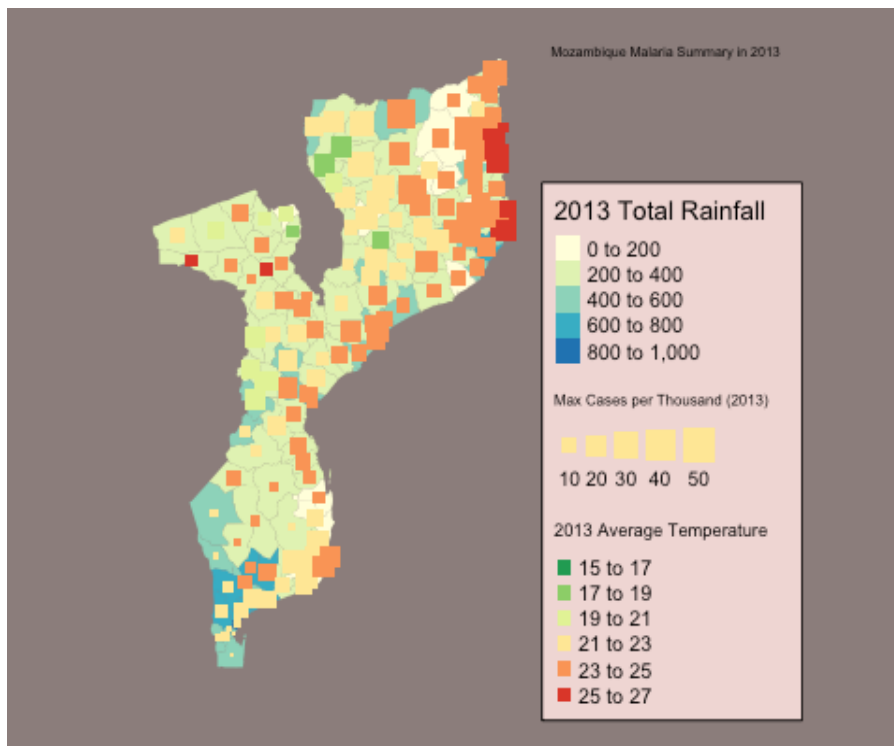 Mozambique Malaria Summary in 2013
2013 Total Rainfall
0 to 200
200 to 400
400 to 600
600 to 800
800 to 1,000
Max Cases per Thousand (2013)
10 20 30 40 50
2013 Average Temperature
15 to 17
17 to 19
19 to 21
21 to 23
23 to 25
25 to 27